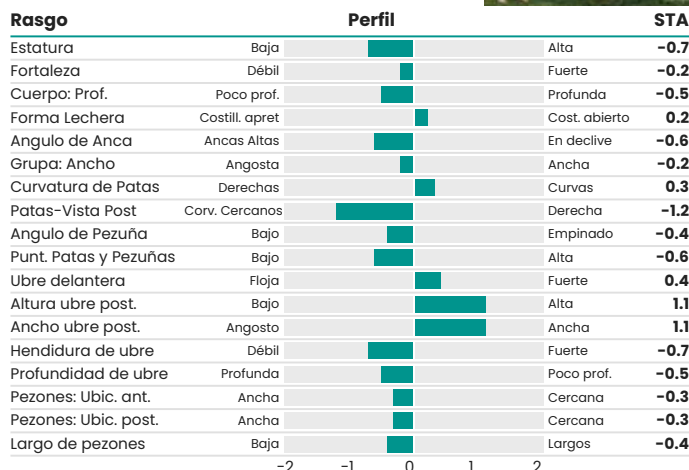 Rasgo Perfil STA
Estatura Baja Alta -0.7
Fortaleza Débil Fuerte -0.2
Cuerpo: Prof. Poco prof. Profunda -0.5
Forma Lechera Costill. apret Cost. abierto 0.2
Angulo de Anca Ancas Altas En declive -0.6
Grupa: Ancho Angosta Ancha -0.2
Curvatura de Patas Derechas Curvas 0.3
Patas-Vista Post Corv. Cercanos Derecha -1.2
Angulo de Pezuña Bajo Empinado -0.4
Punt. Patas y Pezuñas Bajo Alta -0.6
Ubre delantera Floja Fuerte 0.4
Altura ubre post. Bajo Alta 1.1
Ancho ubre post. Angosto Ancha 1.1
Hendidura de ubre Débil Fuerte -0.7
Profundidad de ubre Profunda Poco prof. -0.5
Pezones: Ubic. ant. Ancha Cercana -0.3
Pezones: Ubic. post. Ancha Cercana -0.3
Largo de pezones Baja Largos -0.4
-2 -1 0 1 2